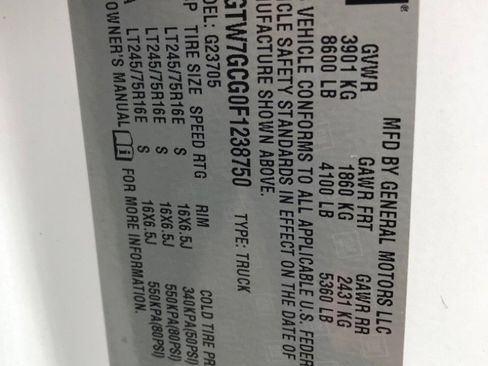 MFD BY GENERAL MOTORS LLC
GVWR GAWR FRT GAWR RR
3901 KG 1860 KG 2431 KG
8600 LB 4100 LB 5360 LB
VEHICLE CONFORMS TO ALL APPLICABLE U.S. FEDER
ICLE SAFETY STANDARDS IN EFFECT ON THE DATE OF
UFACTURE SHOWN ABOVE.
GTW7GCG0F1238750 TYPE: TRUCK
DEL: G23705
TIRE SIZE SPEED RTG RIM COLD TIRE PR
LT245/75R16E S 16X6.5J 340KPA(50PSI)
LT245/75R16E S 16X6.5J 550KPA(80PSI)
LT245/75R16E S 16X6.5J 550KPA(80PSI)
OWNER'S MANUAL FOR MORE INFORMATION.